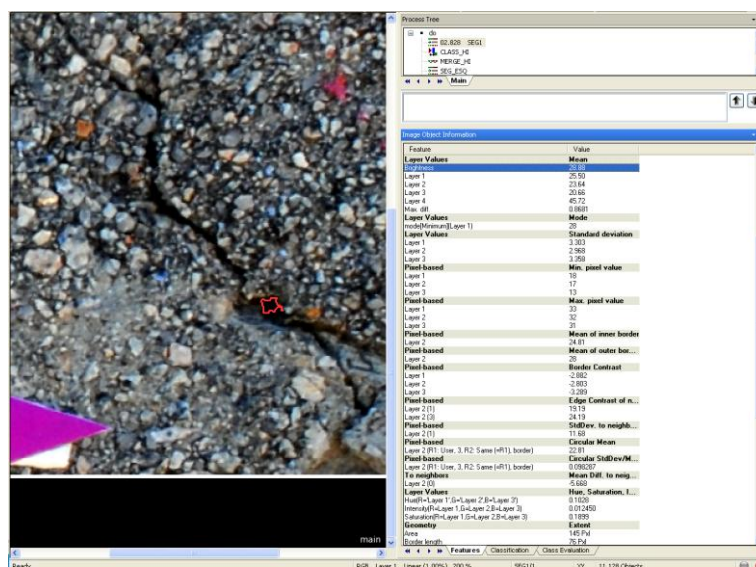 Process Tree
do
62.828 SEG1
CLASS_HI
MERGE_HI
SEG_ESQ
Main
Image Object Information
Feature Value
Layer Values Mean
Brightness 28.88
Layer 1 25.50
Layer 2 23.64
Layer 3 20.66
Layer 4 45.72
Max. diff. 0.8681
Layer Values Mode
mode[Minimum](Layer 1) 28
Layer Values Standard deviation
Layer 1 3.303
Layer 2 2.968
Layer 3 3.358
Pixel-based Min. pixel value
Layer 1 18
Layer 2 17
Layer 3 13
Pixel-based Max. pixel value
Layer 1 33
Layer 2 32
Layer 3 31
Pixel-based Mean of inner border
Layer 2 24.81
Pixel-based Mean of outer bor...
Layer 2 28
Pixel-based Border Contrast
Layer 1 -2.882
Layer 2 -2.803
Layer 3 -3.289
Pixel-based Edge Contrast of n...
Layer 2 (1) 19.19
Layer 2 (3) 24.19
Pixel-based StdDev. to neighb...
Layer 2 (1) 11.68
Pixel-based Circular Mean
Layer 2 (R1: User, 3, R2: Same (=R1), border) 22.81
Pixel-based Circular StdDev/M...
Layer 2 (R1: User, 3, R2: Same (=R1), border) 0.098287
To neighbors Mean Diff. to neig...
Layer 2 (0) -5.668
Layer Values Hue, Saturation, I...
Hue(R='Layer 1',G='Layer 2',B='Layer 3') 0.1028
Intensity(R=Layer 1,G=Layer 2,B=Layer 3) 0.012450
Saturation(R=Layer 1,G=Layer 2,B=Layer 3) 0.1899
Geometry Extent
Area 145 Pxl
Border length 76 Pxl
main
Features Classification Class Evaluation
Ready RGB Layer 1 Linear (1.00%) 200 % SEG1/1 XY 11,128 Objects